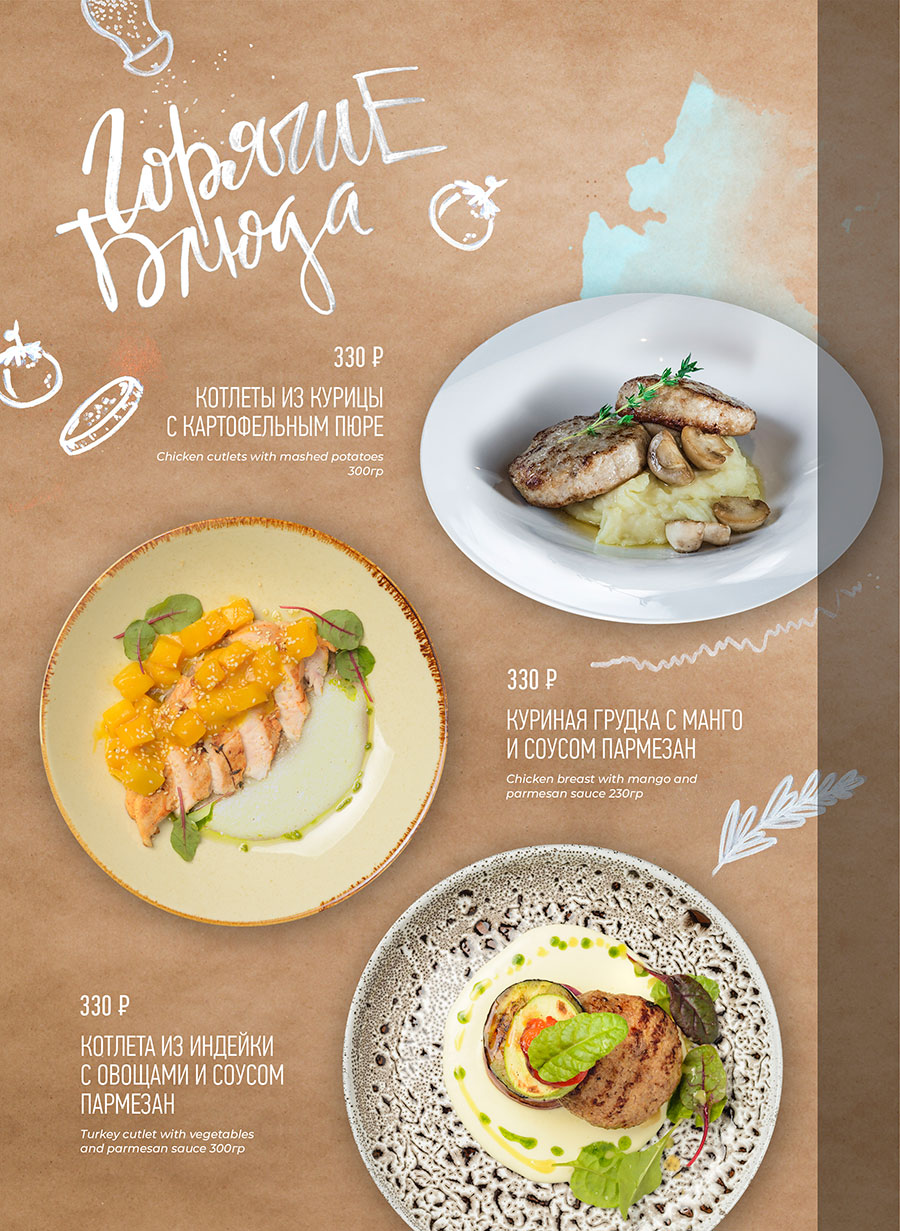 Горячие
Блюда
330 ₽
КОТЛЕТЫ ИЗ КУРИЦЫ
С КАРТОФЕЛЬНЫМ ПЮРЕ
Chicken cutlets with mashed potatoes
300гр
330 ₽
КУРИНАЯ ГРУДКА С МАНГО
И СОУСОМ ПАРМЕЗАН
Chicken breast with mango and
parmesan sauce 230гр
330 ₽
КОТЛЕТА ИЗ ИНДЕЙКИ
С ОВОЩАМИ И СОУСОМ
ПАРМЕЗАН
Turkey cutlet with vegetables
and parmesan sauce 300гр